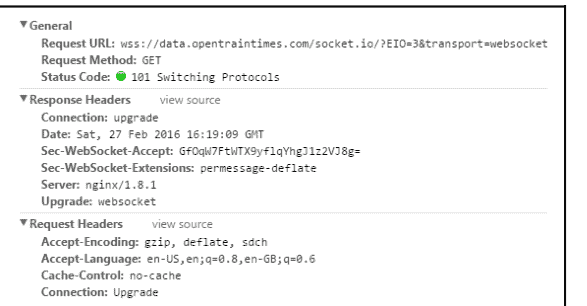 ▼General
Request URL: wss://data.opentraintimes.com/socket.io/?EIO=3&transport=websocket
Request Method: GET
Status Code: 101 Switching Protocols
▼Response Headers view source
Connection: upgrade
Date: Sat, 27 Feb 2016 16:19:09 GMT
Sec-WebSocket-Accept: GfOqW7FtWTX9yflqYhgJ1z2VJ8g=
Sec-WebSocket-Extensions: permessage-deflate
Server: nginx/1.8.1
Upgrade: websocket
▼Request Headers view source
Accept-Encoding: gzip, deflate, sdch
Accept-Language: en-US,en;q=0.8,en-GB;q=0.6
Cache-Control: no-cache
Connection: Upgrade